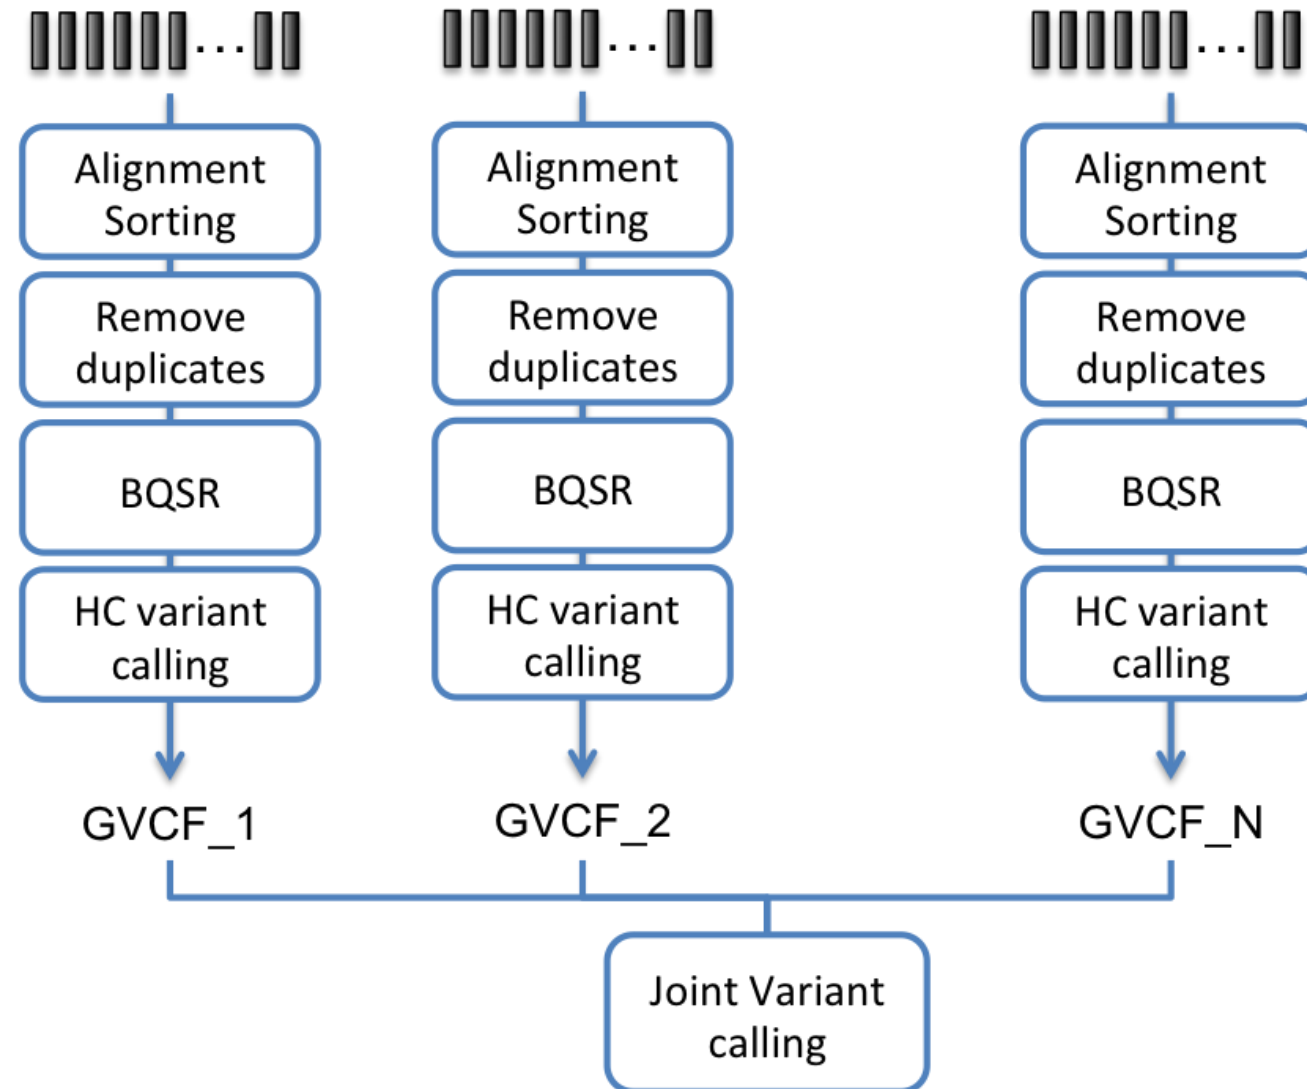 Alignment
Sorting
Remove
duplicates
BQSR
HC variant
calling
GVCF_1
Alignment
Sorting
Remove
duplicates
BQSR
HC variant
calling
GVCF_2
Alignment
Sorting
Remove
duplicates
BQSR
HC variant
calling
GVCF_N
Joint Variant
calling